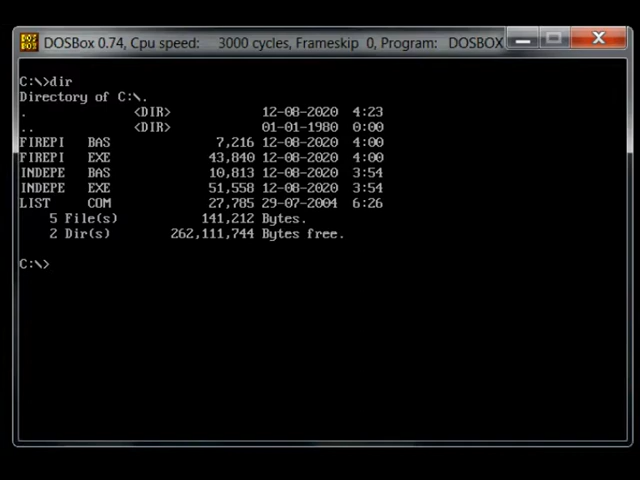 DOSBox 0.74, Cpu speed: 3000 cycles, Frameskip 0, Program: DOSBOX
C:\>dir
Directory of C:\.
. <DIR> 12-08-2020 4:23
.. <DIR> 01-01-1980 0:00
FIREPI BAS 7,216 12-08-2020 4:00
FIREPI EXE 43,840 12-08-2020 4:00
INDEPE BAS 10,813 12-08-2020 3:54
INDEPE EXE 51,558 12-08-2020 3:54
LIST COM 27,785 29-07-2004 6:26
5 File(s) 141,212 Bytes.
2 Dir(s) 262,111,744 Bytes free.
C:\>